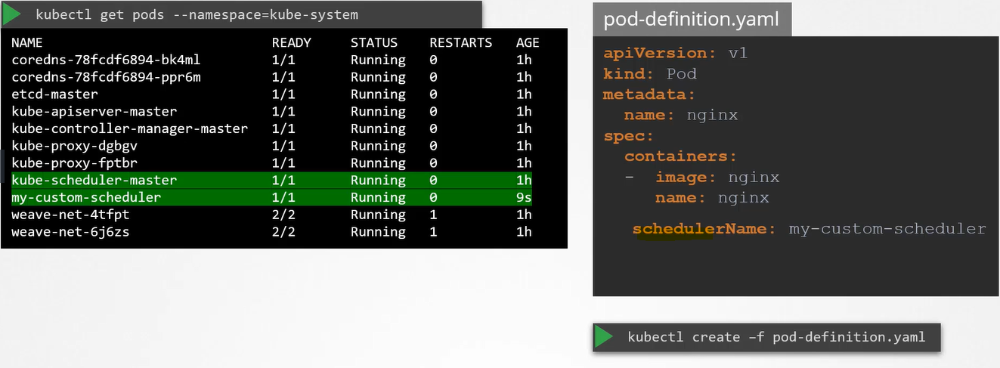 kubectl get pods --namespace=kube-system
NAME READY STATUS RESTARTS AGE
coredns-78fcdf6894-bk4ml 1/1 Running 0 1h
coredns-78fcdf6894-ppr6m 1/1 Running 0 1h
etcd-master 1/1 Running 0 1h
kube-apiserver-master 1/1 Running 0 1h
kube-controller-manager-master 1/1 Running 0 1h
kube-proxy-dgbgv 1/1 Running 0 1h
kube-proxy-fptbr 1/1 Running 0 1h
kube-scheduler-master 1/1 Running 0 1h
my-custom-scheduler 1/1 Running 0 9s
weave-net-4tfpt 2/2 Running 1 1h
weave-net-6j6zs 2/2 Running 1 1h
pod-definition.yaml
apiVersion: v1
kind: Pod
metadata:
  name: nginx
spec:
  containers:
  - image: nginx
    name: nginx
  schedulerName: my-custom-scheduler
kubectl create –f pod-definition.yaml